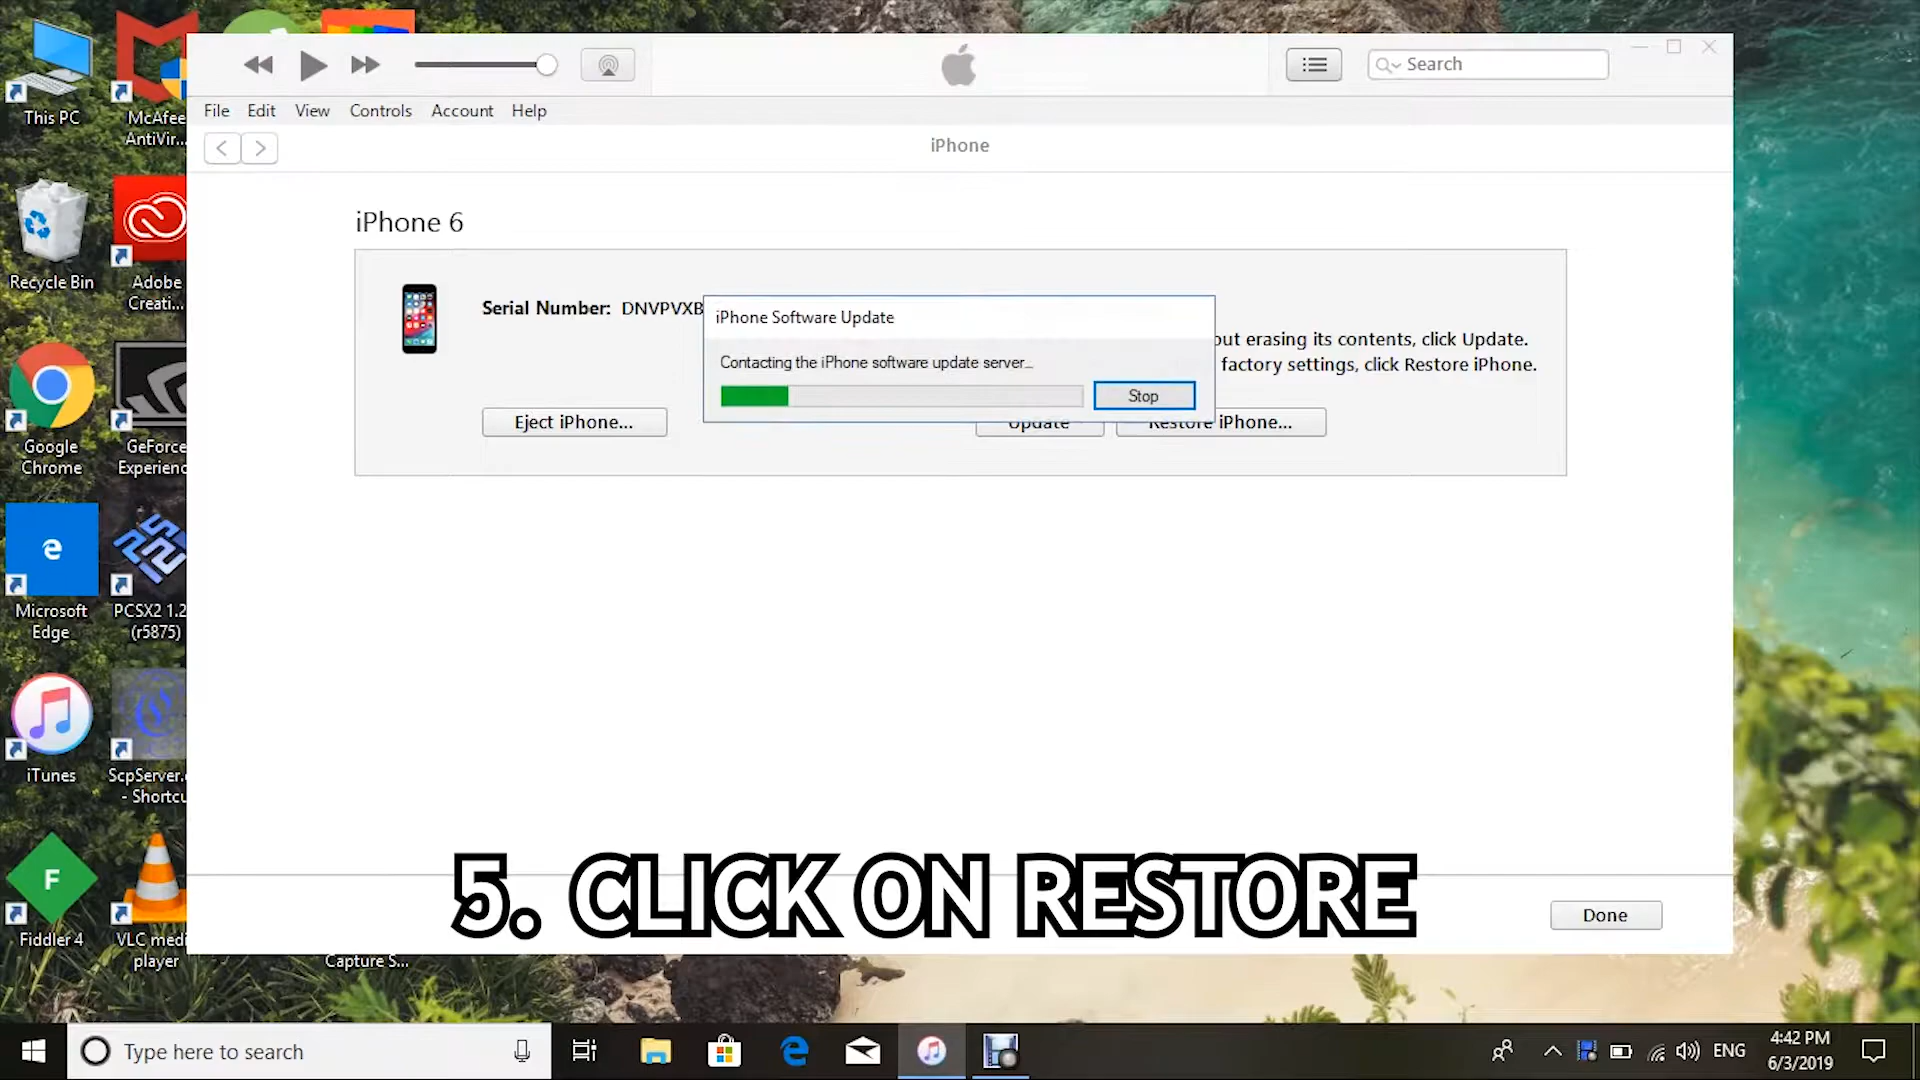 Search
File Edit View Controls Account Help
iPhone
iPhone 6
Serial Number: DNVPVXB
iPhone Software Update
Contacting the iPhone software update server...
Stop
out erasing its contents, click Update.
factory settings, click Restore iPhone.
Eject iPhone...
Update
Restore iPhone...
5. CLICK ON RESTORE
Done
This PC
McAfee
AntiVir...
Recycle Bin
Adobe
Creati...
Google
Chrome
GeForce
Experienc
Microsoft
Edge
PCSX2 1.2
(r5875)
iTunes
ScpServer.
- Shortcu
Fiddler 4
VLC medi
player
Capture S...
Type here to search
ENG
4:42 PM
6/3/2019